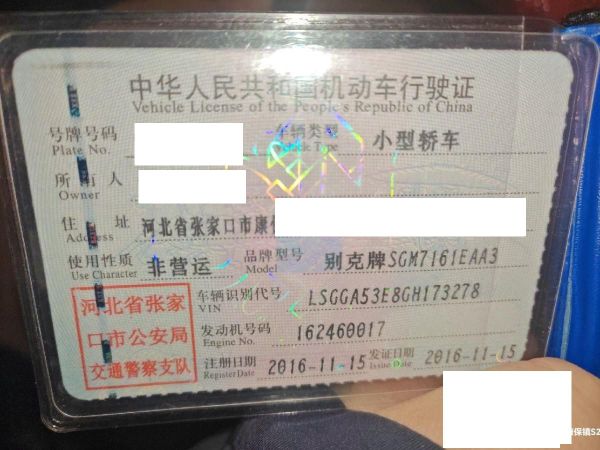 中华人民共和国机动车行驶证
Vehicle License of the People's Republic of China
号牌号码 车辆类型 小型轿车
Plate No. Vehicle Type
所有人
Owner
住址 河北省张家口市康
Address
使用性质 非营运 品牌型号 别克牌SGM7161EAA3
Use Character Model
河北省张家
口市公安局
交通警察支队
车辆识别代号 LSGGA53E8GH173278
VIN
发动机号码 162460017
Engine No.
注册日期 2016-11-15 发证日期 2016-11-15
Register Date Issue Date
保镇S2